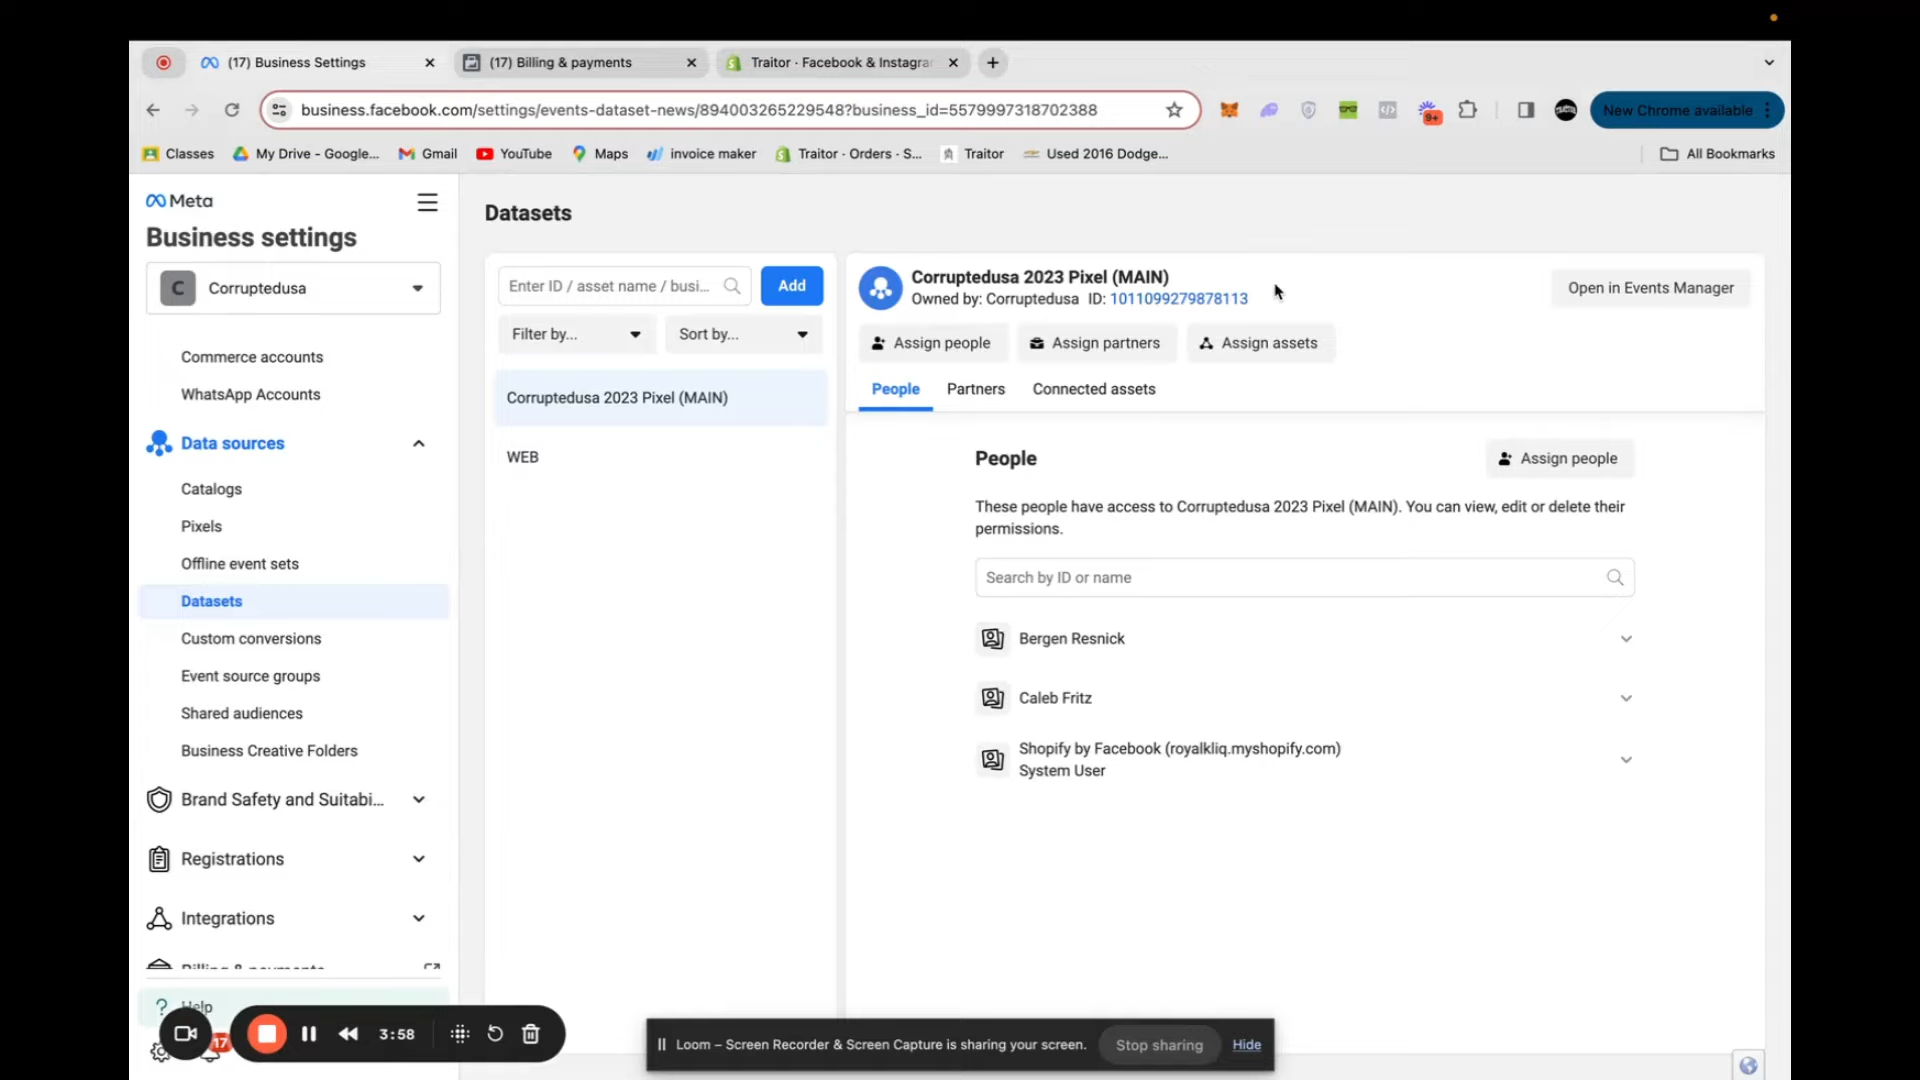 (17) Business Settings
(17) Billing & payments
Traitor · Facebook & Instagra
business.facebook.com/settings/events-dataset-news/894003265229548?business_id=5579997318702388
9+
New Chrome available
Classes
My Drive - Google...
Gmail
YouTube
Maps
invoice maker
Traitor · Orders · S...
Traitor
Used 2016 Dodge...
All Bookmarks
Meta
Business settings
C
Corruptedusa
Commerce accounts
WhatsApp Accounts
Data sources
Catalogs
Pixels
Offline event sets
Datasets
Custom conversions
Event source groups
Shared audiences
Business Creative Folders
Brand Safety and Suitabi...
Registrations
Integrations
Billing & payments
Help
17
3:58
Datasets
Enter ID / asset name / busi...
Add
Filter by...
Sort by...
Corruptedusa 2023 Pixel (MAIN)
WEB
Corruptedusa 2023 Pixel (MAIN)
Owned by: Corruptedusa ID: 1011099279878113
Open in Events Manager
Assign people
Assign partners
Assign assets
People
Partners
Connected assets
People
Assign people
These people have access to Corruptedusa 2023 Pixel (MAIN). You can view, edit or delete their
permissions.
Search by ID or name
Bergen Resnick
Caleb Fritz
Shopify by Facebook (royalkliq.myshopify.com)
System User
Loom – Screen Recorder & Screen Capture is sharing your screen.
Stop sharing
Hide